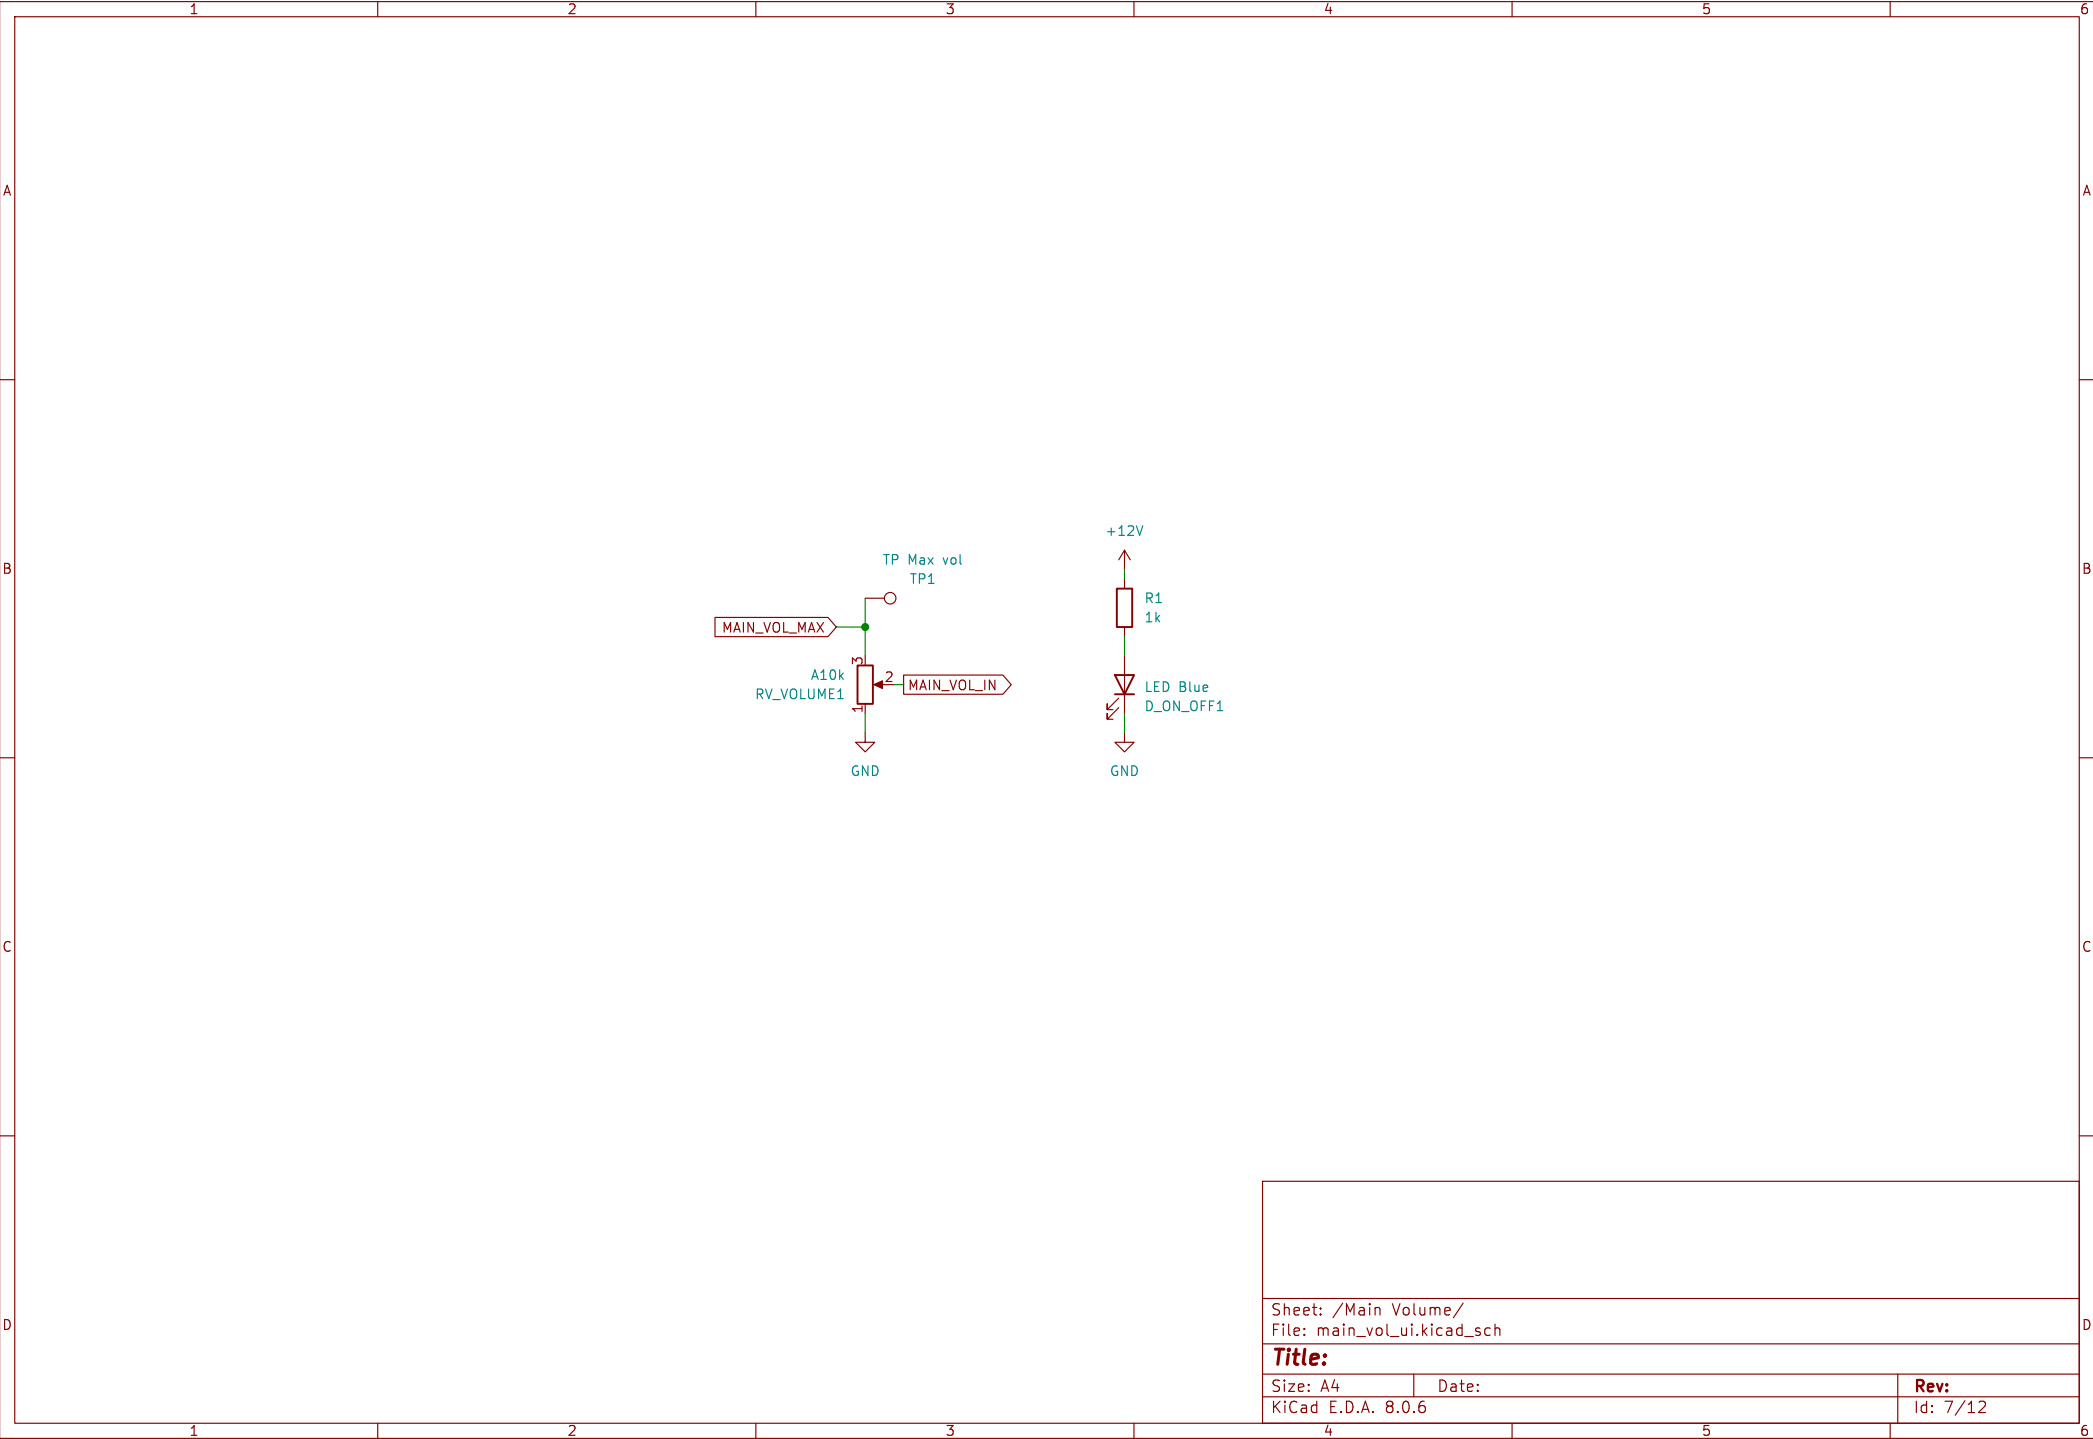 1 2 3 4 5 6
A A
+12V
TP Max vol
TP1
B B
R1
1k
MAIN_VOL_MAX
3
A10k
RV_VOLUME1
2
MAIN_VOL_IN
1
LED Blue
D_ON_OFF1
GND GND
C C
Sheet: /Main Volume/
File: main_vol_ui.kicad_sch
D D
Title:
Size: A4 Date: Rev:
KiCad E.D.A. 8.0.6 Id: 7/12
1 2 3 4 5 6